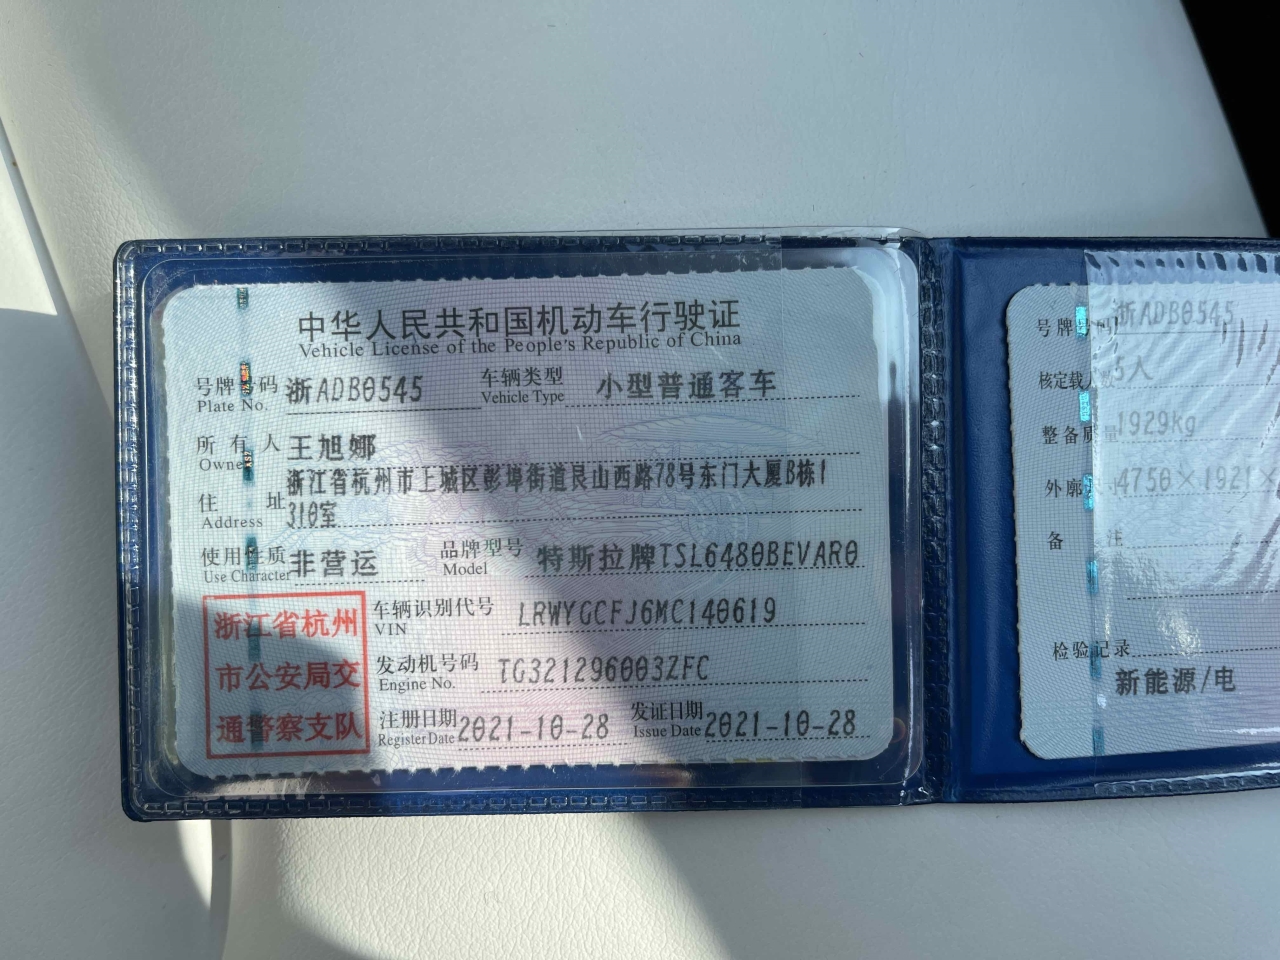 中华人民共和国机动车行驶证
Vehicle License of the People's Republic of China
号牌号码 浙ADB0545 车辆类型 小型普通客车
Plate No. Vehicle Type
所有人 王旭娜
Owner
住址 浙江省杭州市上城区彭埠街道艮山西路78号东门大厦B栋1
Address 310室
使用性质 非营运 品牌型号 特斯拉牌TSL6480BEVAR0
Use Character Model
浙江省杭州
市公安局交
通警察支队
车辆识别代号 LRWYGCFJ6MC140619
VIN
发动机号码 TG321296003ZFC
Engine No.
注册日期 2021-10-28 发证日期 2021-10-28
Register Date Issue Date
号牌号码 浙ADB0545
核定载人数 5人
整备质量 1929kg
外廓 4750×1921×
备注
检验记录
新能源/电